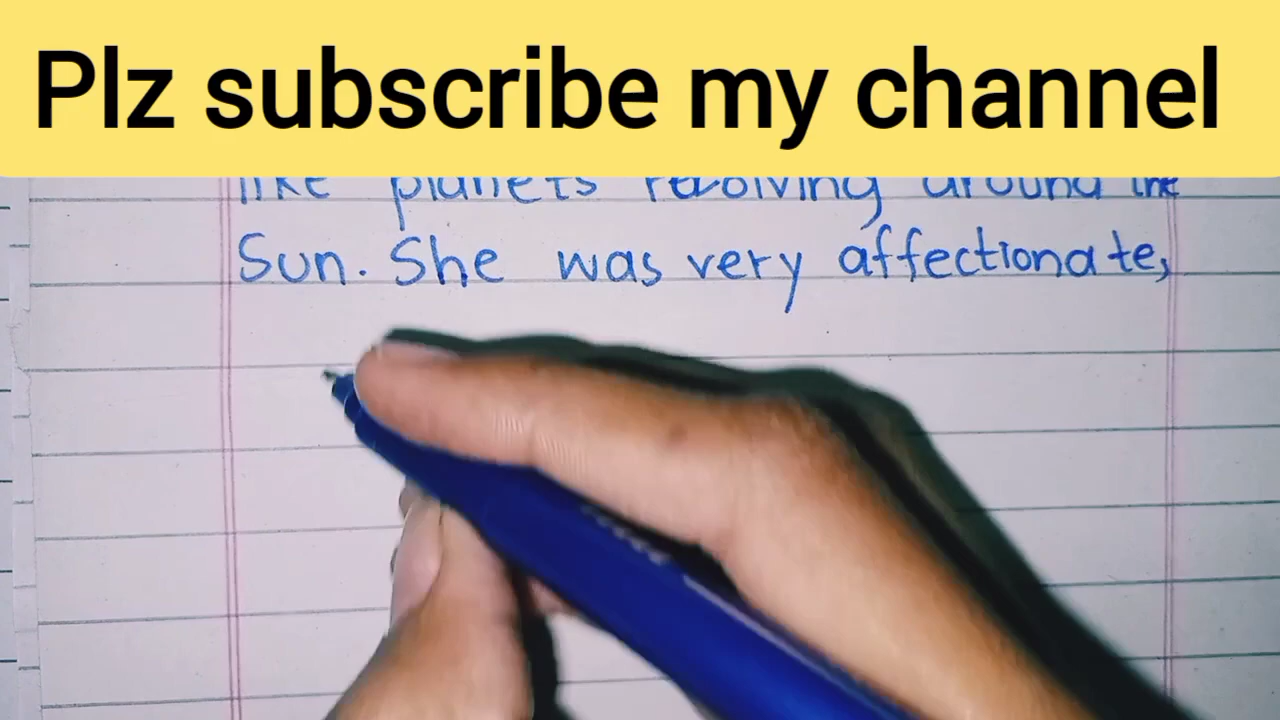 Plz subscribe my channel
like planets revolving around the
Sun. She was very affectionate,